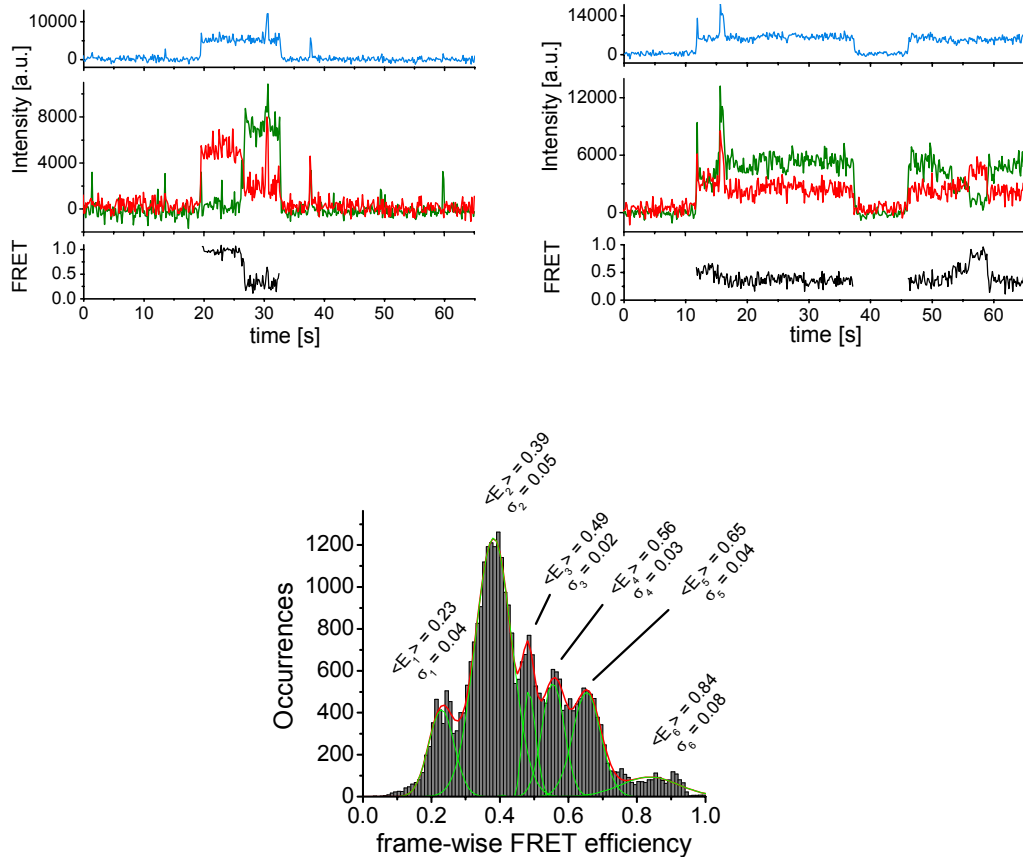 10000
0
Intensity [a.u.]
8000
4000
0
1.0
0.5
0.0
FRET
0 10 20 30 40 50 60
time [s]
14000
0
Intensity [a.u.]
12000
6000
0
1.0
0.5
0.0
FRET
0 10 20 30 40 50 60
time [s]
<E₁> = 0.23
σ₁ = 0.04
<E₂> = 0.39
σ₂ = 0.05
<E₃> = 0.49
σ₃ = 0.02
<E₄> = 0.56
σ₄ = 0.03
<E₅> = 0.65
σ₅ = 0.04
<E₆> = 0.84
σ₆ = 0.08
Occurrences
1200
1000
800
600
400
200
0
0.0 0.2 0.4 0.6 0.8 1.0
frame-wise FRET efficiency